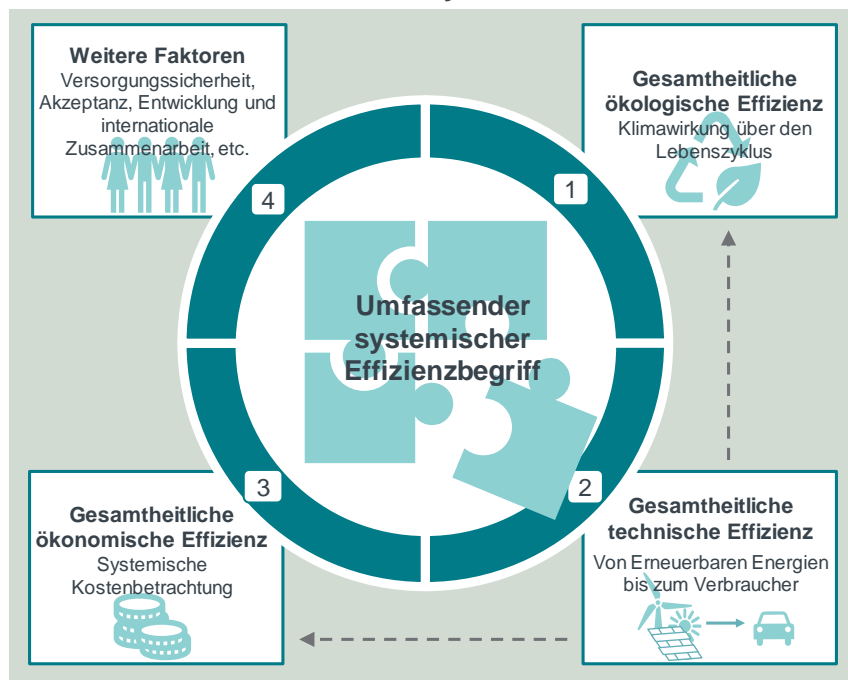 Weitere Faktoren
Versorgungssicherheit,
Akzeptanz, Entwicklung und
internationale
Zusammenarbeit, etc.
Gesamtheitliche
ökologische Effizienz
Klimawirkung über den
Lebenszyklus
4
1
Umfassender
systemischer
Effizienzbegriff
3
2
Gesamtheitliche
ökonomische Effizienz
Systemische
Kostenbetrachtung
Gesamtheitliche
technische Effizienz
Von Erneuerbaren Energien
bis zum Verbraucher